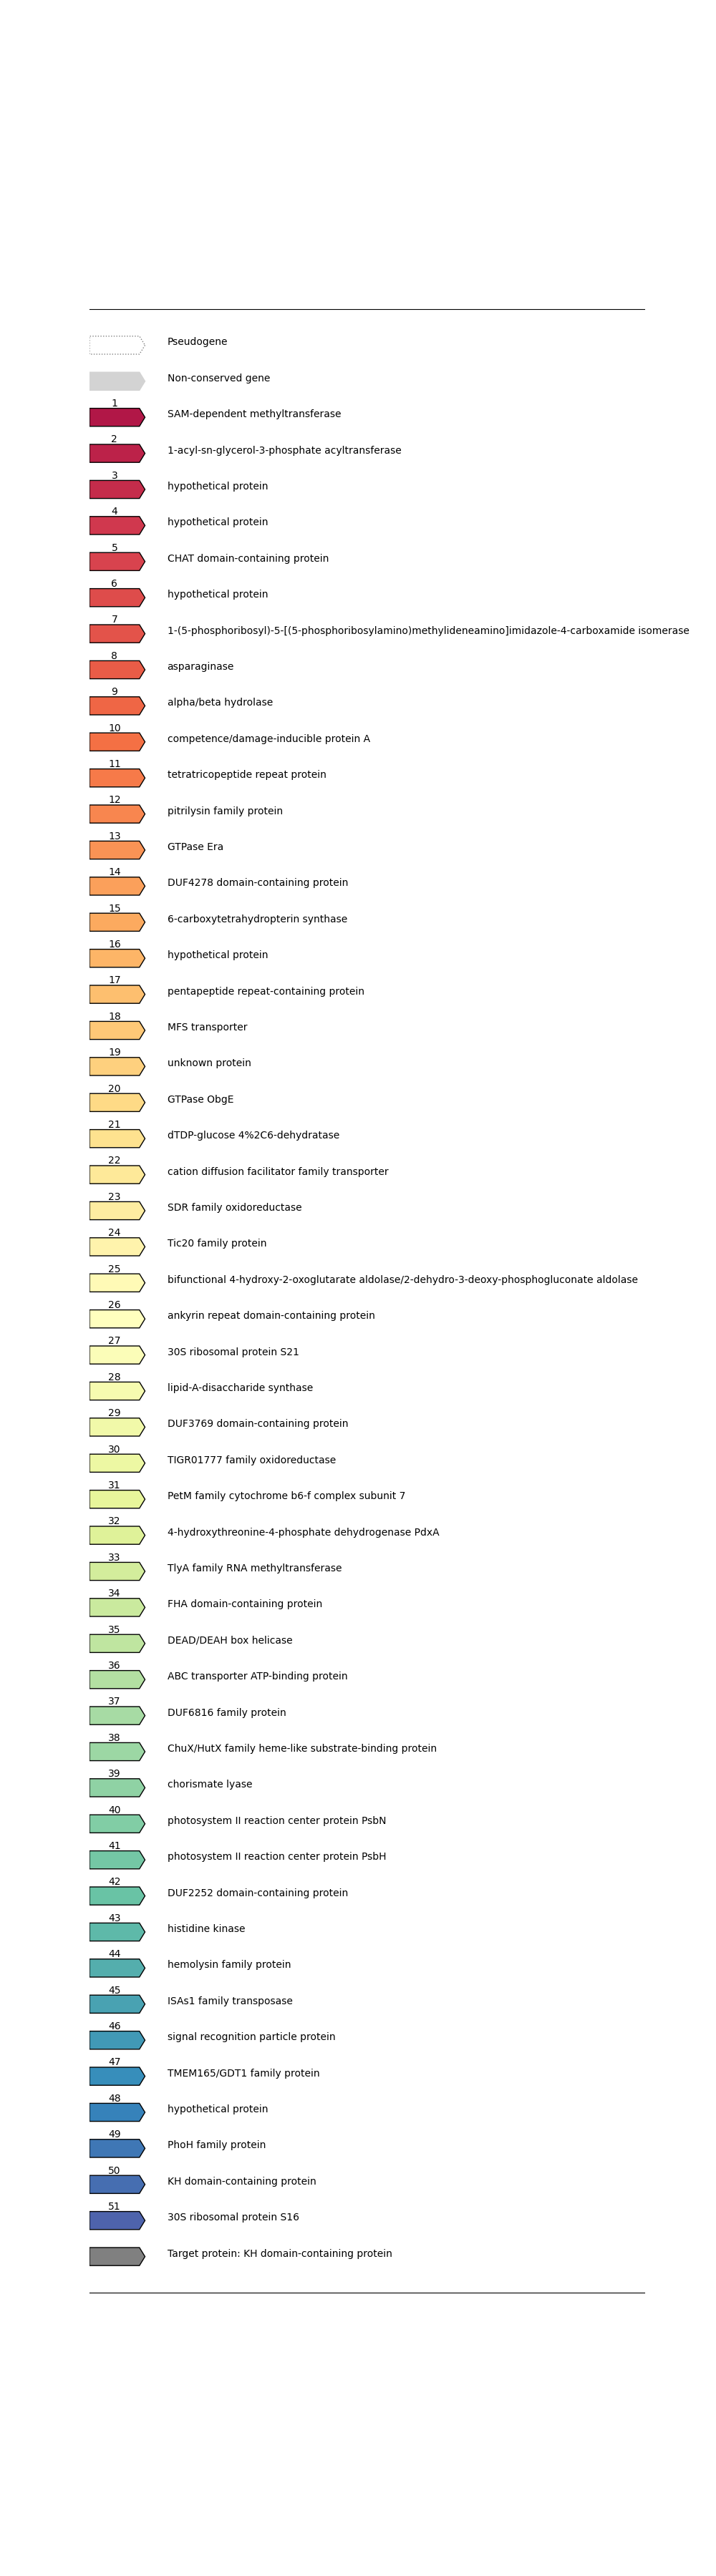 Pseudogene
Non-conserved gene
1
SAM-dependent methyltransferase
2
1-acyl-sn-glycerol-3-phosphate acyltransferase
3
hypothetical protein
4
hypothetical protein
5
CHAT domain-containing protein
6
hypothetical protein
7
1-(5-phosphoribosyl)-5-[(5-phosphoribosylamino)methylideneamino]imidazole-4-carboxamide isomerase
8
asparaginase
9
alpha/beta hydrolase
10
competence/damage-inducible protein A
11
tetratricopeptide repeat protein
12
pitrilysin family protein
13
GTPase Era
14
DUF4278 domain-containing protein
15
6-carboxytetrahydropterin synthase
16
hypothetical protein
17
pentapeptide repeat-containing protein
18
MFS transporter
19
unknown protein
20
GTPase ObgE
21
dTDP-glucose 4%2C6-dehydratase
22
cation diffusion facilitator family transporter
23
SDR family oxidoreductase
24
Tic20 family protein
25
bifunctional 4-hydroxy-2-oxoglutarate aldolase/2-dehydro-3-deoxy-phosphogluconate aldolase
26
ankyrin repeat domain-containing protein
27
30S ribosomal protein S21
28
lipid-A-disaccharide synthase
29
DUF3769 domain-containing protein
30
TIGR01777 family oxidoreductase
31
PetM family cytochrome b6-f complex subunit 7
32
4-hydroxythreonine-4-phosphate dehydrogenase PdxA
33
TlyA family RNA methyltransferase
34
FHA domain-containing protein
35
DEAD/DEAH box helicase
36
ABC transporter ATP-binding protein
37
DUF6816 family protein
38
ChuX/HutX family heme-like substrate-binding protein
39
chorismate lyase
40
photosystem II reaction center protein PsbN
41
photosystem II reaction center protein PsbH
42
DUF2252 domain-containing protein
43
histidine kinase
44
hemolysin family protein
45
ISAs1 family transposase
46
signal recognition particle protein
47
TMEM165/GDT1 family protein
48
hypothetical protein
49
PhoH family protein
50
KH domain-containing protein
51
30S ribosomal protein S16
Target protein: KH domain-containing protein